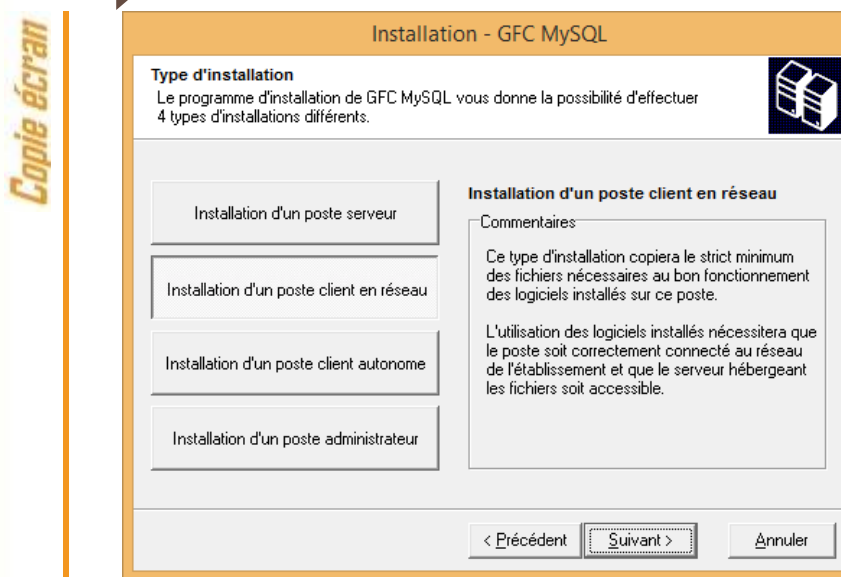 Copie écran
Installation - GFC MySQL
Type d'installation
Le programme d'installation de GFC MySQL vous donne la possibilité d'effectuer
4 types d'installations différents.
Installation d'un poste serveur
Installation d'un poste client en réseau
Installation d'un poste client autonome
Installation d'un poste administrateur
Installation d'un poste client en réseau
Commentaires
Ce type d'installation copiera le strict minimum
des fichiers nécessaires au bon fonctionnement
des logiciels installés sur ce poste.
L'utilisation des logiciels installés nécessitera que
le poste soit correctement connecté au réseau
de l'établissement et que le serveur hébergeant
les fichiers soit accessible.
< Précédent
Suivant >
Annuler